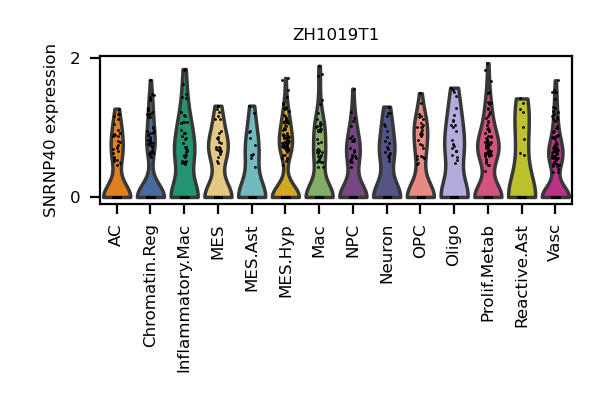 ZH1019T1
SNRNP40 expression
2
0
AC
Chromatin.Reg
Inflammatory.Mac
MES
MES.Ast
MES.Hyp
Mac
NPC
Neuron
OPC
Oligo
Prolif.Metab
Reactive.Ast
Vasc